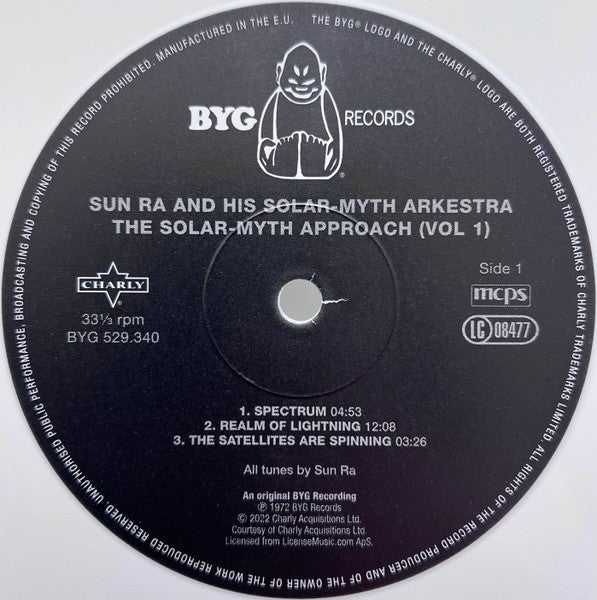 UNAUTHORISED PUBLIC PERFORMANCE, BROADCASTING AND COPYING OF THIS RECORD PROHIBITED. MANUFACTURED IN THE E.U. THE BYG® LOGO AND THE CHARLY® LOGO ARE BOTH REGISTERED TRADEMARKS OF CHARLY TRADEMARKS LIMITED. ALL RIGHTS OF THE RECORD PRODUCER AND OF THE OWNER OF THE WORK REPRODUCED RESERVED.
BYG RECORDS
SUN RA AND HIS SOLAR-MYTH ARKESTRA
THE SOLAR-MYTH APPROACH (VOL 1)
CHARLY
33⅓ rpm
BYG 529.340
Side 1
mcps
LC 08477
1. SPECTRUM 04:53
2. REALM OF LIGHTNING 12:08
3. THE SATELLITES ARE SPINNING 03:26
All tunes by Sun Ra
An original BYG Recording
℗ 1972 BYG Records
© 2022 Charly Acquisitions Ltd.
Courtesy of Charly Acquisitions Ltd.
Licensed from LicenseMusic.com ApS.